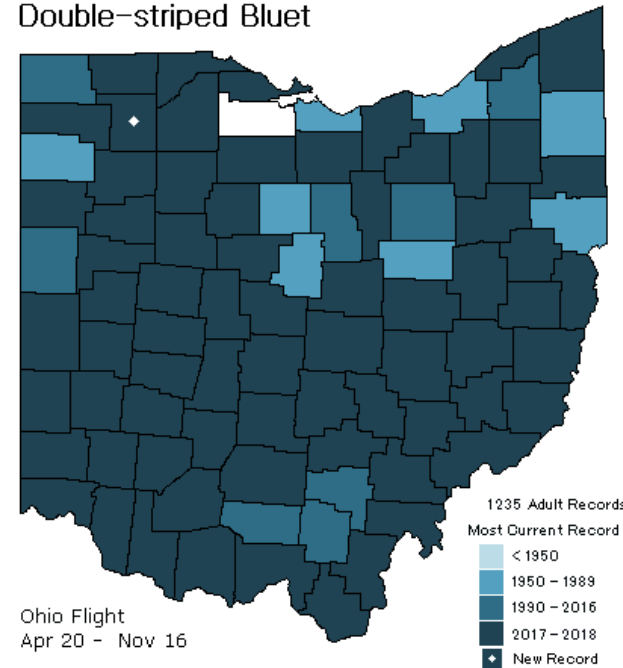 Double-striped Bluet
1235 Adult Records
Most Current Record
< 1950
1950 - 1989
1990 - 2016
2017 - 2018
New Record
Ohio Flight
Apr 20 - Nov 16